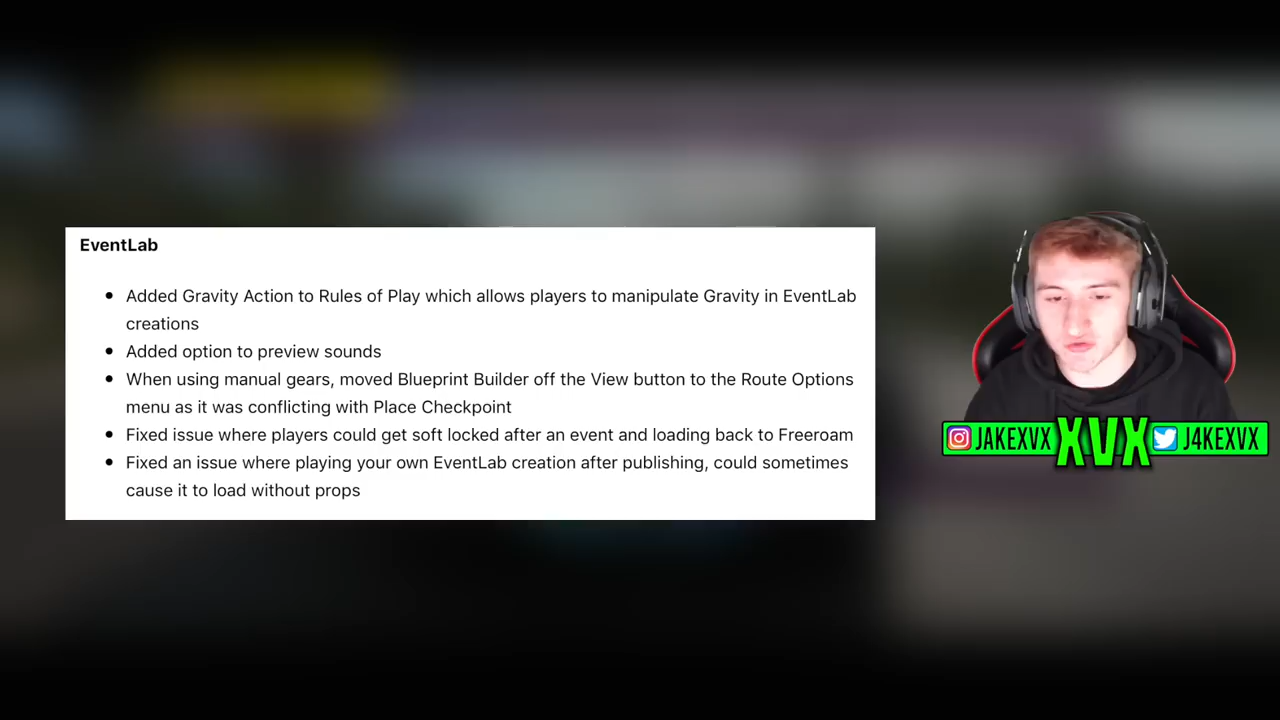 EventLab
Added Gravity Action to Rules of Play which allows players to manipulate Gravity in EventLab
creations
Added option to preview sounds
When using manual gears, moved Blueprint Builder off the View button to the Route Options
menu as it was conflicting with Place Checkpoint
Fixed issue where players could get soft locked after an event and loading back to Freeroam
Fixed an issue where playing your own EventLab creation after publishing, could sometimes
cause it to load without props
JAKEXVX XVX J4KEXVX